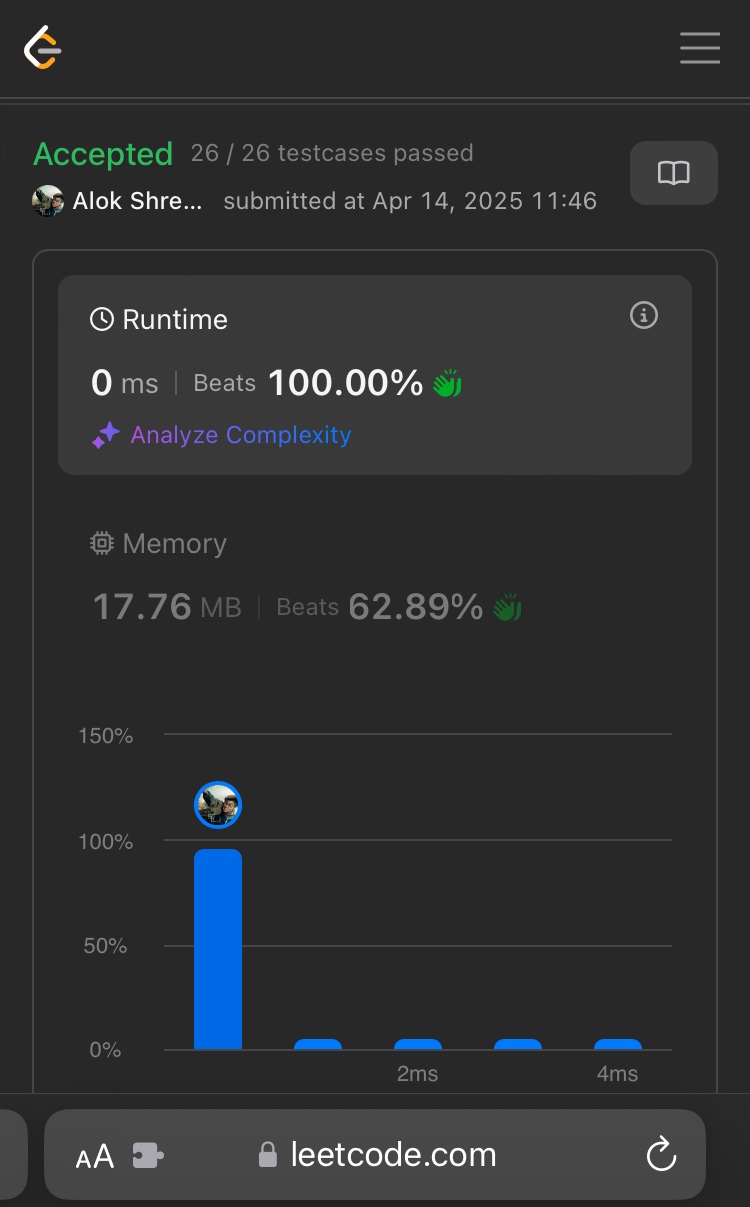 Accepted 26 / 26 testcases passed
Alok Shre... submitted at Apr 14, 2025 11:46
Runtime
0 ms Beats 100.00%
Analyze Complexity
Memory
17.76 MB Beats 62.89%
150%
100%
50%
0%
2ms 4ms
AA leetcode.com